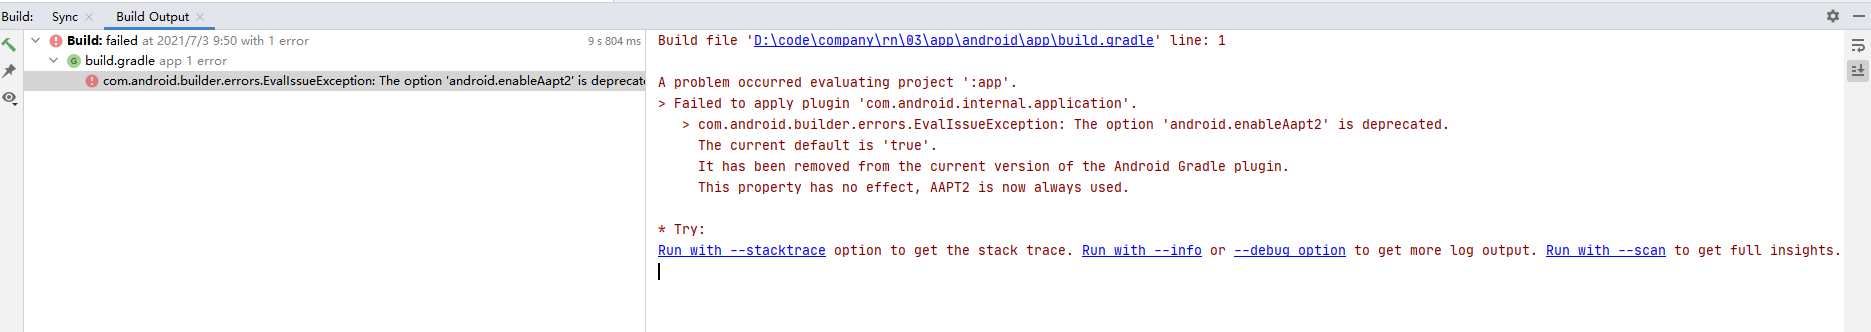 Build: Sync Build Output
Build: failed at 2021/7/3 9:50 with 1 error 9 s 804 ms
build.gradle app 1 error
com.android.builder.errors.EvalIssueException: The option 'android.enableAapt2' is deprecat
Build file 'D:\code\company\rn\03\app\android\app\build.gradle' line: 1
A problem occurred evaluating project ':app'.
> Failed to apply plugin 'com.android.internal.application'.
> com.android.builder.errors.EvalIssueException: The option 'android.enableAapt2' is deprecated.
The current default is 'true'.
It has been removed from the current version of the Android Gradle plugin.
This property has no effect, AAPT2 is now always used.
* Try:
Run with --stacktrace option to get the stack trace. Run with --info or --debug option to get more log output. Run with --scan to get full insights.